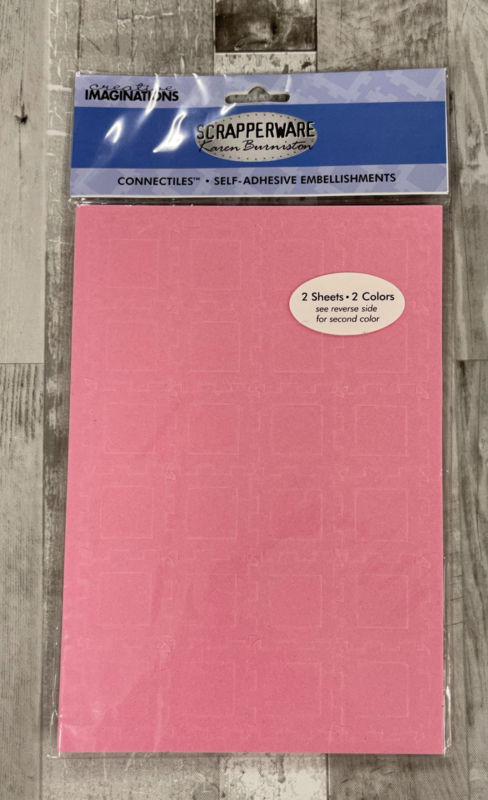 creative
IMAGINATIONS
SCRAPPERWARE
Karen Burniston
CONNECTILES™ • SELF-ADHESIVE EMBELLISHMENTS
2 Sheets • 2 Colors
see reverse side
for second color